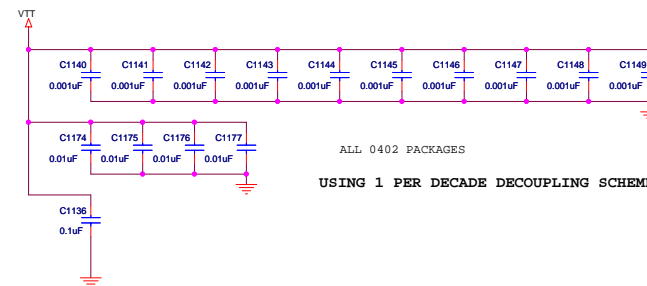 VTT
C1140 C1141 C1142 C1143 C1144 C1145 C1146 C1147 C1148 C1149
0.001uF 0.001uF 0.001uF 0.001uF 0.001uF 0.001uF 0.001uF 0.001uF 0.001uF 0.001uF
C1174 C1175 C1176 C1177
0.01uF 0.01uF 0.01uF 0.01uF
ALL 0402 PACKAGES
USING 1 PER DECADE DECOUPLING SCHEME
C1136
0.1uF